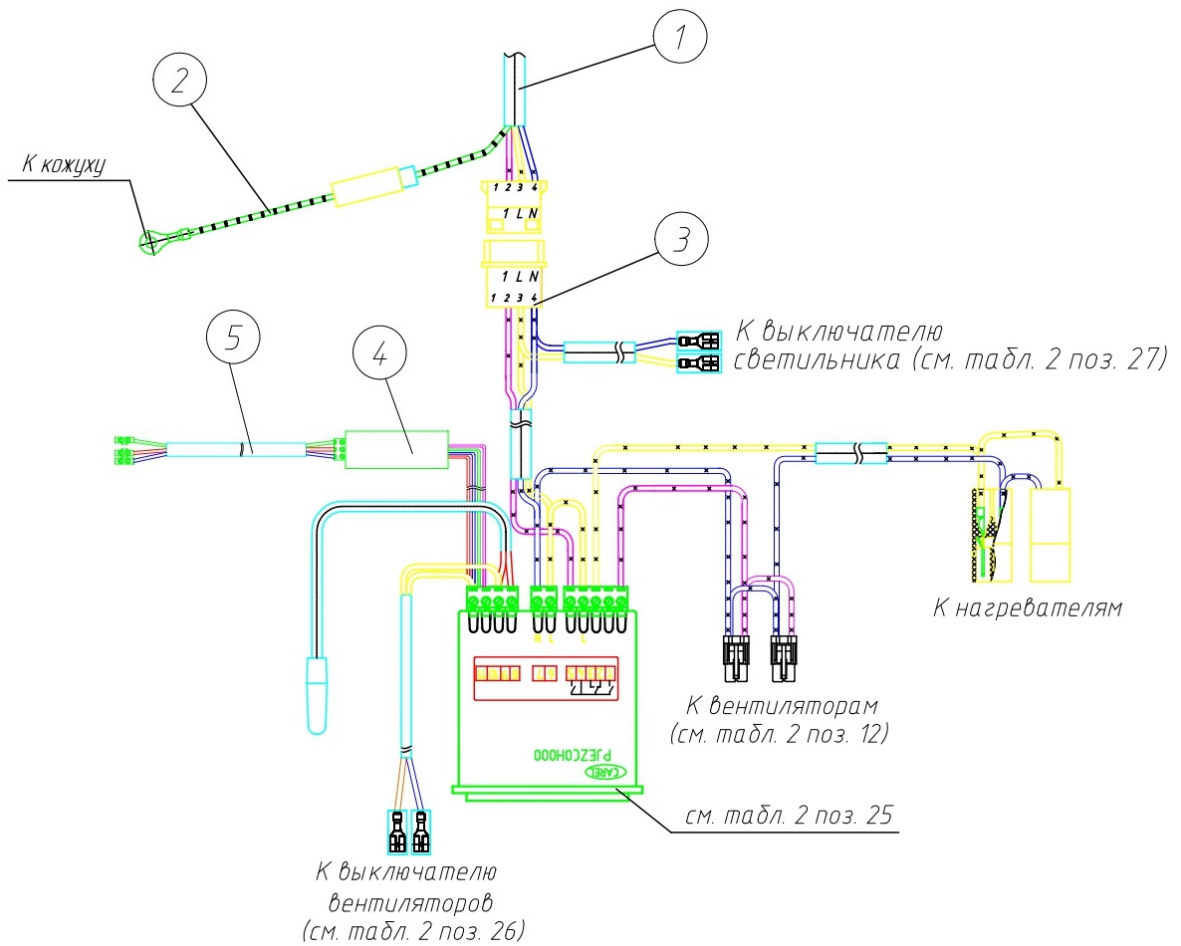 1
2
К кожуху
1 2 3 4
1 L N
3
1 L N
1 2 3 4
5
4
К выключателю
светильника (см. табл. 2 поз. 27)
К нагревателям
N L L
К вентиляторам
(см. табл. 2 поз. 12)
PJEZC0H000
CAREL
см. табл. 2 поз. 25
К выключателю
вентиляторов
(см. табл. 2 поз. 26)